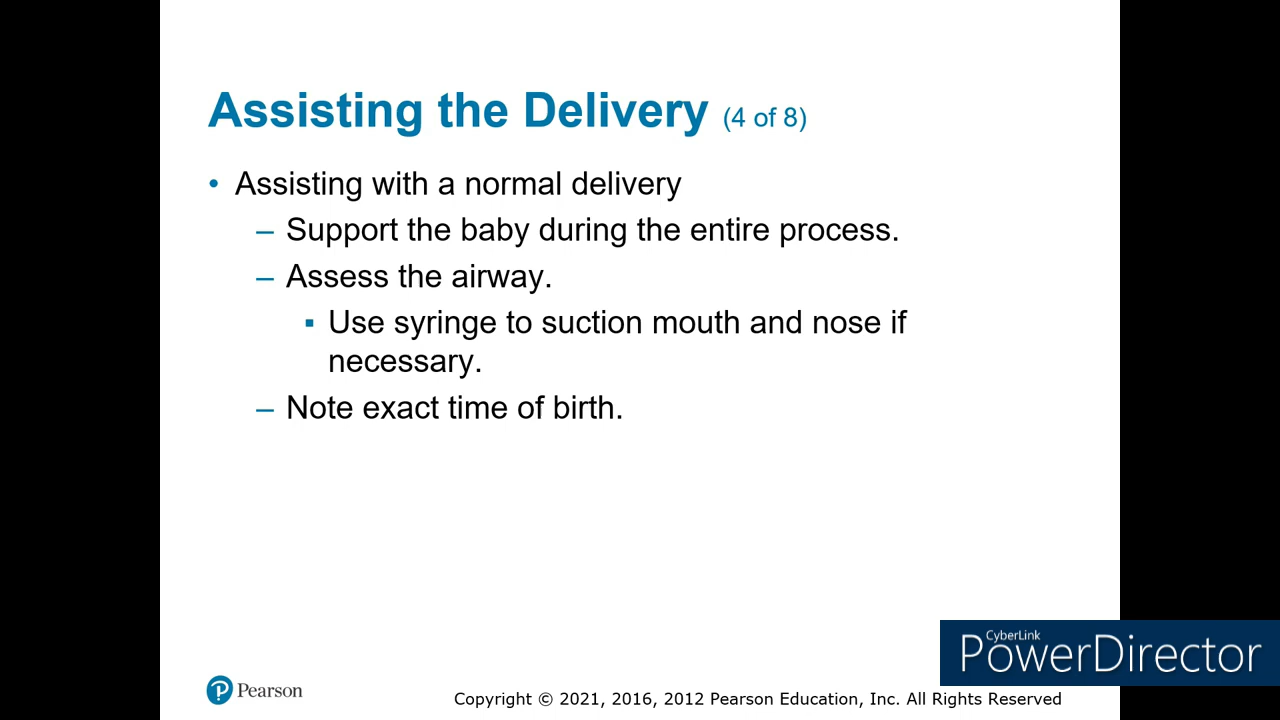 Assisting the Delivery (4 of 8)
• Assisting with a normal delivery
– Support the baby during the entire process.
– Assess the airway.
▪ Use syringe to suction mouth and nose if
necessary.
– Note exact time of birth.
CyberLink
PowerDirector
Pearson
Copyright © 2021, 2016, 2012 Pearson Education, Inc. All Rights Reserved